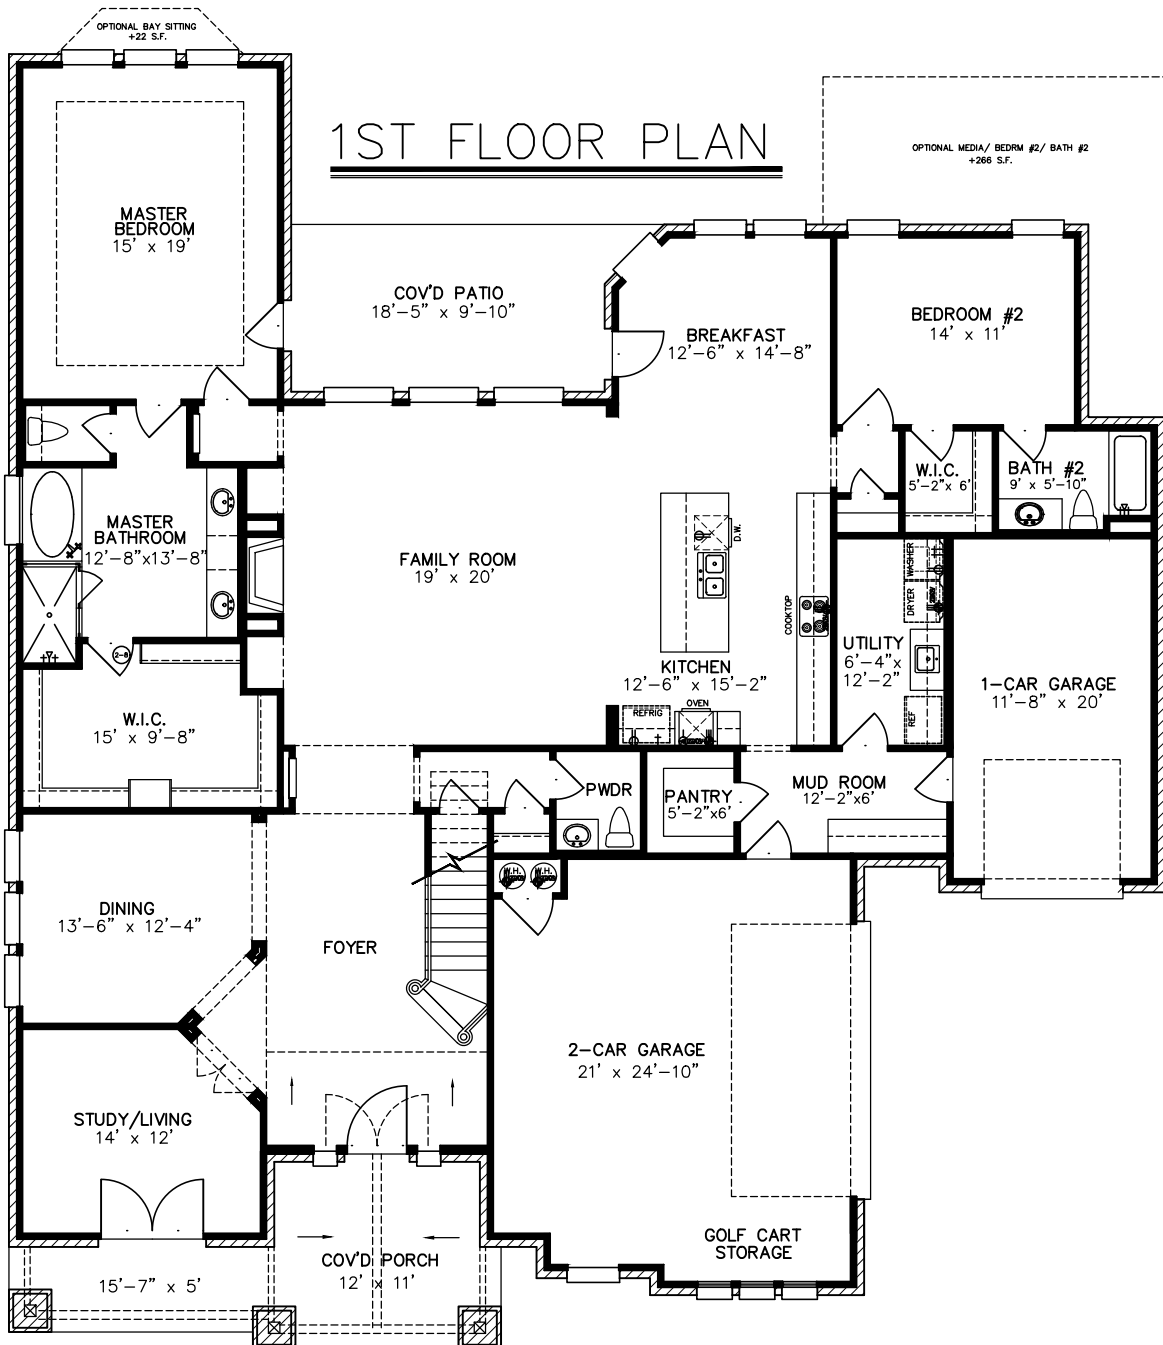 OPTIONAL BAY SITTING
+22 S.F.
1ST FLOOR PLAN
OPTIONAL MEDIA/ BEDRM #2/ BATH #2
+266 S.F.
MASTER
BEDROOM
15' x 19'
COV'D PATIO
18'-5" x 9'-10"
BREAKFAST
12'-6" x 14'-8"
BEDROOM #2
14' x 11'
W.I.C.
5'-2"x 6'
BATH #2
9' x 5'-10"
MASTER
BATHROOM
12'-8"x13'-8"
FAMILY ROOM
19' x 20'
D.W.
WASHER
DRYER
COOKTOP
UTILITY
6'-4"x
12'-2"
KITCHEN
12'-6" x 15'-2"
OVEN
REFRIG
REF
1-CAR GARAGE
11'-8" x 20'
2-8
W.I.C.
15' x 9'-8"
PWDR
PANTRY
5'-2"x6'
MUD ROOM
12'-2"x6'
W.H.
W.H.
DINING
13'-6" x 12'-4"
FOYER
2-CAR GARAGE
21' x 24'-10"
STUDY/LIVING
14' x 12'
GOLF CART
STORAGE
COV'D PORCH
12' x 11'
15'-7" x 5'